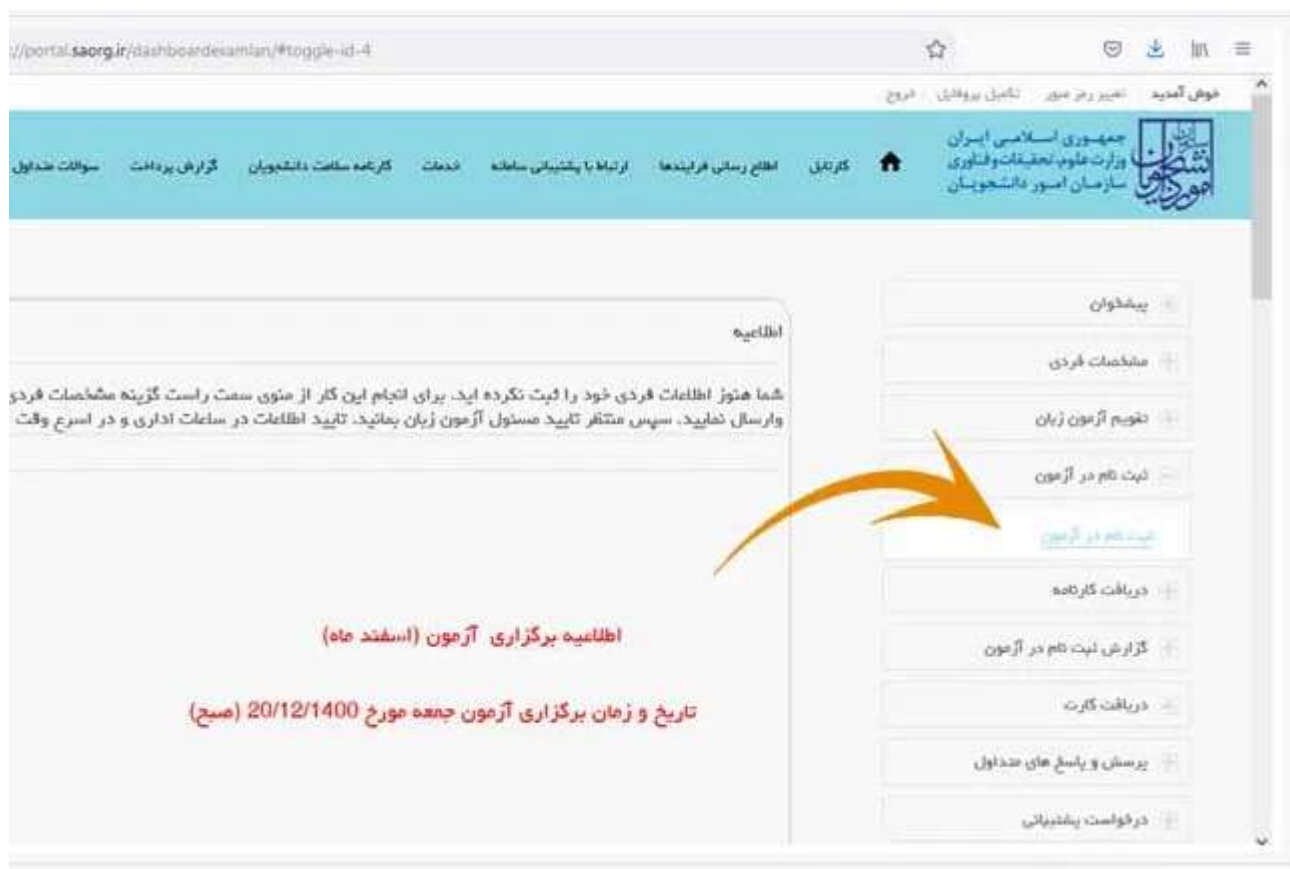 ://portal.saorg.ir/dashboardesamlan/#toggle-id-4
خوش آمدید تغییر رمز عبور تکمیل پروفایل خروج
امور دانشجویان
جمهوری اسلامی ایران
وزارت علوم، تحقیقات و فناوری
سازمان امور دانشجویان
کارتابل اطلاع رسانی فرایندها ارتباط با پشتیبانی سامانه خدمات کارنامه سلامت دانشجویان گزارش پرداخت سوالات متداول
پیشخوان
مشخصات فردی
تقویم آزمون زبان
ثبت نام در آزمون
ثبت نام در آزمون
دریافت کارنامه
گزارش ثبت نام در آزمون
دریافت کارت
پرسش و پاسخ های متداول
درخواست پشتیبانی
اطلاعیه
شما هنوز اطلاعات فردی خود را ثبت نکرده اید. برای انجام این کار از منوی سمت راست گزینه مشخصات فردی
وارسال نمایید. سپس منتظر تایید مسئول آزمون زبان بمانید. تایید اطلاعات در ساعات اداری و در اسرع وقت
اطلاعیه برگزاری آزمون (اسفند ماه)
تاریخ و زمان برگزاری آزمون جمعه مورخ 20/12/1400 (صبح)